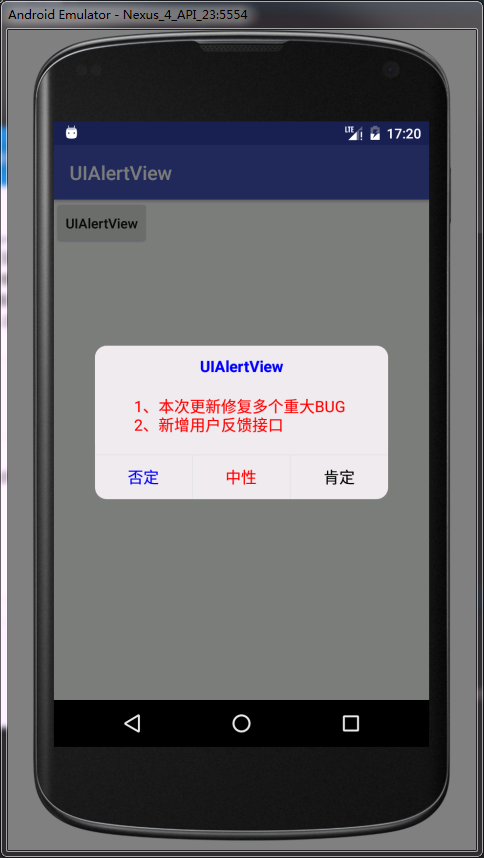 Android Emulator - Nexus_4_API_23:5554
LTE 17:20
UIAlertView
UIAlertView
UIAlertView
1、本次更新修复多个重大BUG
2、新增用户反馈接口
否定 中性 肯定